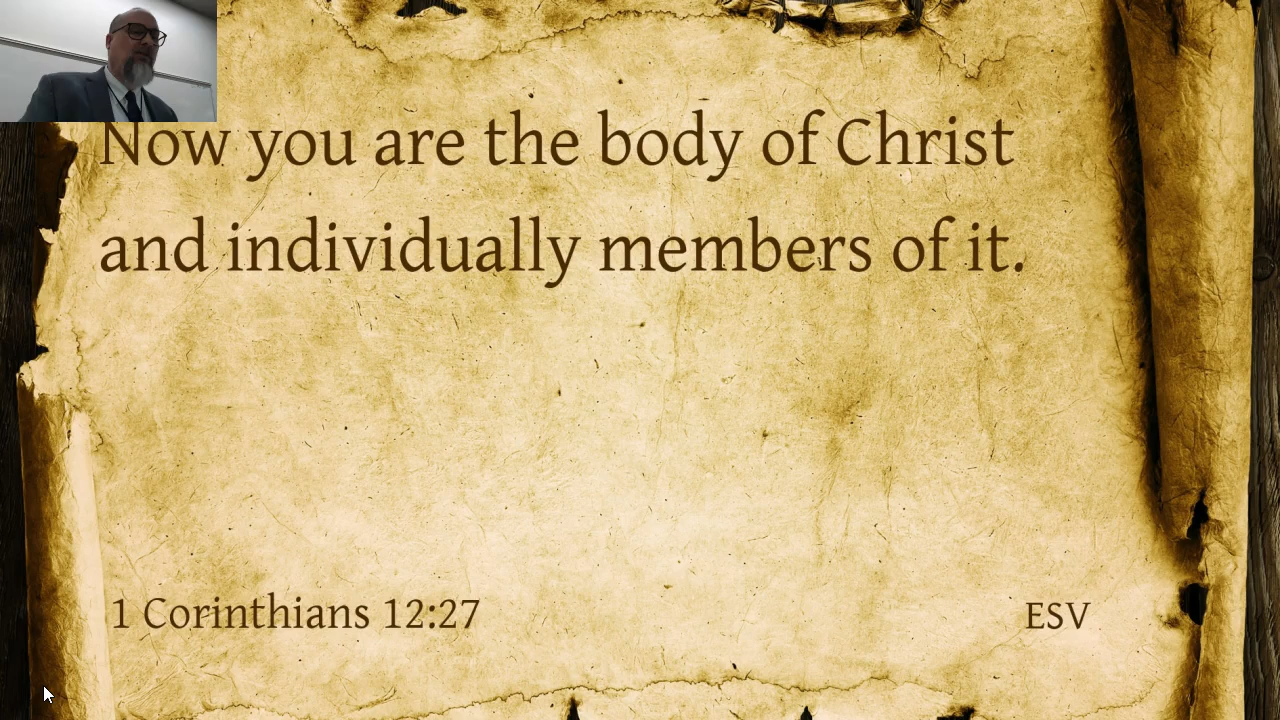 Now you are the body of Christ
and individually members of it.
1 Corinthians 12:27
ESV